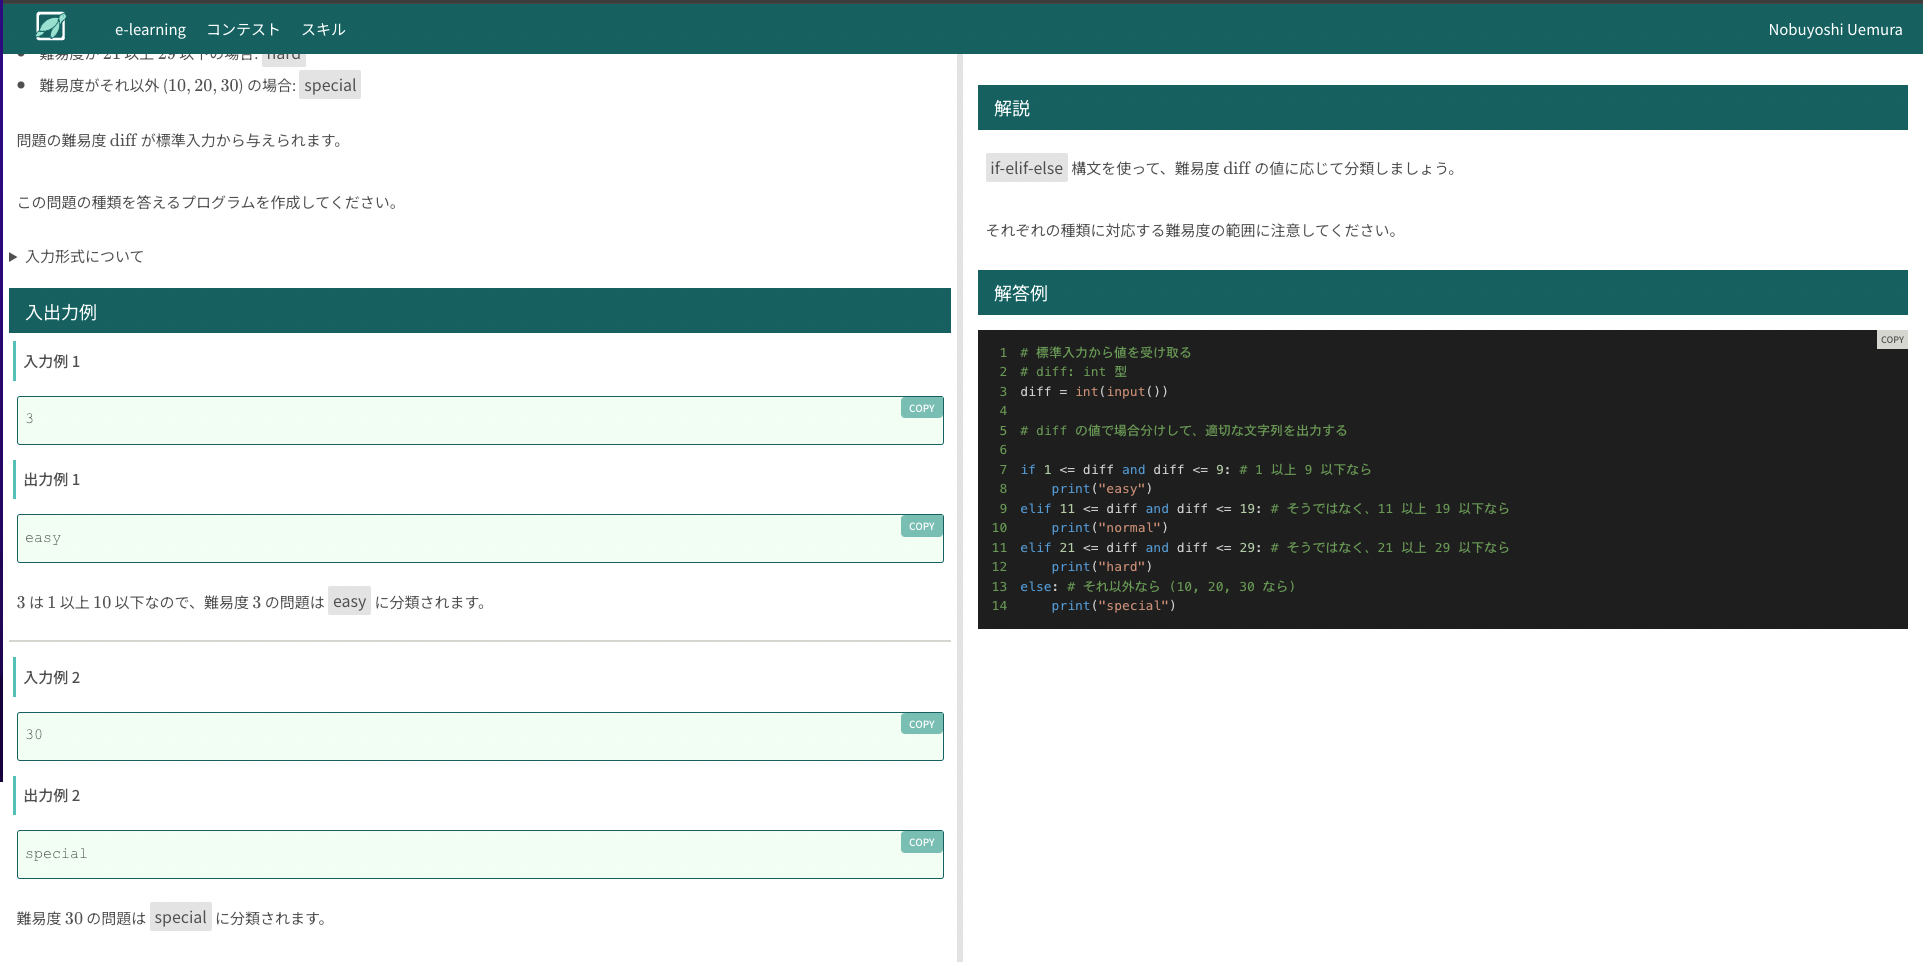 e-learning コンテスト スキル Nobuyoshi Uemura
難易度が 21 以上 29 以下の場合: hard
難易度がそれ以外 (10, 20, 30) の場合: special
問題の難易度 diff が標準入力から与えられます。
この問題の種類を答えるプログラムを作成してください。
▶ 入力形式について
入出力例
入力例 1
COPY
3
出力例 1
COPY
easy
3 は 1 以上 10 以下なので、難易度 3 の問題は easy に分類されます。
入力例 2
COPY
30
出力例 2
COPY
special
難易度 30 の問題は special に分類されます。
解説
if-elif-else 構文を使って、難易度 diff の値に応じて分類しましょう。
それぞれの種類に対応する難易度の範囲に注意してください。
解答例
COPY
1 # 標準入力から値を受け取る
2 # diff: int 型
3 diff = int(input())
4
5 # diff の値で場合分けして、適切な文字列を出力する
6
7 if 1 <= diff and diff <= 9: # 1 以上 9 以下なら
8     print("easy")
9 elif 11 <= diff and diff <= 19: # そうではなく、11 以上 19 以下なら
10     print("normal")
11 elif 21 <= diff and diff <= 29: # そうではなく、21 以上 29 以下なら
12     print("hard")
13 else: # それ以外なら (10, 20, 30 なら)
14     print("special")